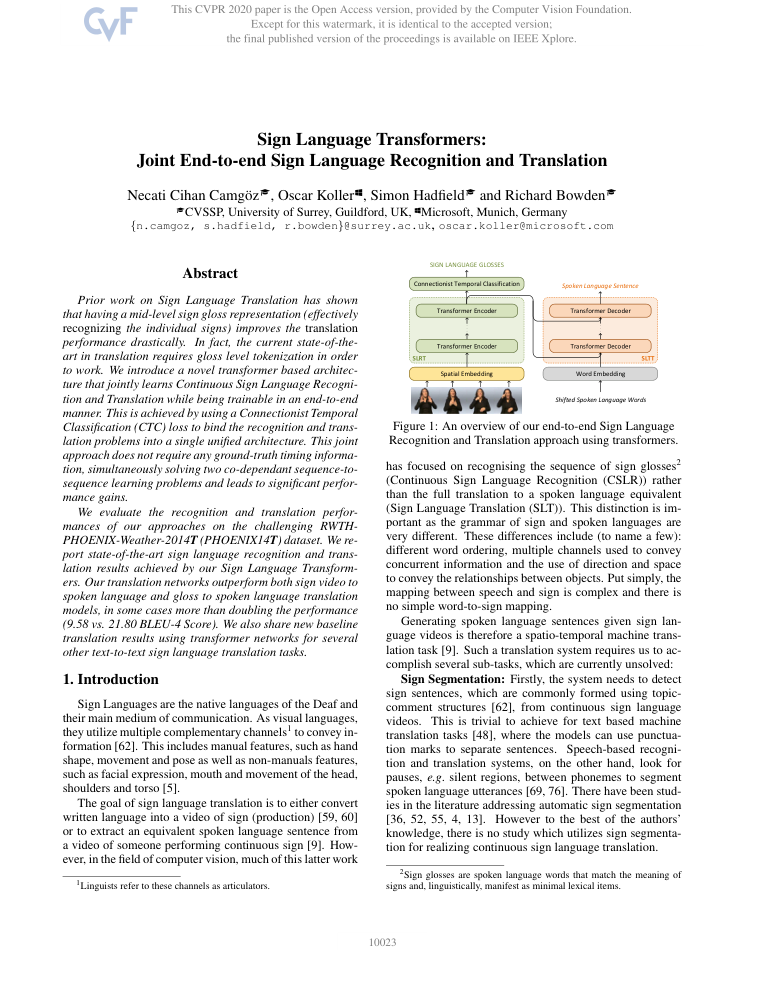 CVF
This CVPR 2020 paper is the Open Access version, provided by the Computer Vision Foundation.
Except for this watermark, it is identical to the accepted version;
the final published version of the proceedings is available on IEEE Xplore.
Sign Language Transformers:
Joint End-to-end Sign Language Recognition and Translation
Necati Cihan Camgöz, Oscar Koller, Simon Hadfield and Richard Bowden
CVSSP, University of Surrey, Guildford, UK, Microsoft, Munich, Germany
{n.camgoz, s.hadfield, r.bowden}@surrey.ac.uk, oscar.koller@microsoft.com
Abstract
Prior work on Sign Language Translation has shown
that having a mid-level sign gloss representation (effectively
recognizing the individual signs) improves the translation
performance drastically. In fact, the current state-of-the-
art in translation requires gloss level tokenization in order
to work. We introduce a novel transformer based architec-
ture that jointly learns Continuous Sign Language Recogni-
tion and Translation while being trainable in an end-to-end
manner. This is achieved by using a Connectionist Temporal
Classification (CTC) loss to bind the recognition and trans-
lation problems into a single unified architecture. This joint
approach does not require any ground-truth timing informa-
tion, simultaneously solving two co-dependant sequence-to-
sequence learning problems and leads to significant perfor-
mance gains.
We evaluate the recognition and translation perfor-
mances of our approaches on the challenging RWTH-
PHOENIX-Weather-2014T (PHOENIX14T) dataset. We re-
port state-of-the-art sign language recognition and trans-
lation results achieved by our Sign Language Transform-
ers. Our translation networks outperform both sign video to
spoken language and gloss to spoken language translation
models, in some cases more than doubling the performance
(9.58 vs. 21.80 BLEU-4 Score). We also share new baseline
translation results using transformer networks for several
other text-to-text sign language translation tasks.
1. Introduction
Sign Languages are the native languages of the Deaf and
their main medium of communication. As visual languages,
they utilize multiple complementary channels1 to convey in-
formation [62]. This includes manual features, such as hand
shape, movement and pose as well as non-manuals features,
such as facial expression, mouth and movement of the head,
shoulders and torso [5].
The goal of sign language translation is to either convert
written language into a video of sign (production) [59, 60]
or to extract an equivalent spoken language sentence from
a video of someone performing continuous sign [9]. How-
ever, in the field of computer vision, much of this latter work
1Linguists refer to these channels as articulators.
SIGN LANGUAGE GLOSSES
Connectionist Temporal Classification
Spoken Language Sentence
Transformer Encoder
Transformer Decoder
Transformer Encoder
Transformer Decoder
SLRT
SLTT
Spatial Embedding
Word Embedding
Shifted Spoken Language Words
Figure 1: An overview of our end-to-end Sign Language
Recognition and Translation approach using transformers.
has focused on recognising the sequence of sign glosses2
(Continuous Sign Language Recognition (CSLR)) rather
than the full translation to a spoken language equivalent
(Sign Language Translation (SLT)). This distinction is im-
portant as the grammar of sign and spoken languages are
very different. These differences include (to name a few):
different word ordering, multiple channels used to convey
concurrent information and the use of direction and space
to convey the relationships between objects. Put simply, the
mapping between speech and sign is complex and there is
no simple word-to-sign mapping.
Generating spoken language sentences given sign lan-
guage videos is therefore a spatio-temporal machine trans-
lation task [9]. Such a translation system requires us to ac-
complish several sub-tasks, which are currently unsolved:
Sign Segmentation: Firstly, the system needs to detect
sign sentences, which are commonly formed using topic-
comment structures [62], from continuous sign language
videos. This is trivial to achieve for text based machine
translation tasks [48], where the models can use punctua-
tion marks to separate sentences. Speech-based recogni-
tion and translation systems, on the other hand, look for
pauses, e.g. silent regions, between phonemes to segment
spoken language utterances [69, 76]. There have been stud-
ies in the literature addressing automatic sign segmentation
[36, 52, 55, 4, 13]. However to the best of the authors'
knowledge, there is no study which utilizes sign segmenta-
tion for realizing continuous sign language translation.
2Sign glosses are spoken language words that match the meaning of
signs and, linguistically, manifest as minimal lexical items.
10023